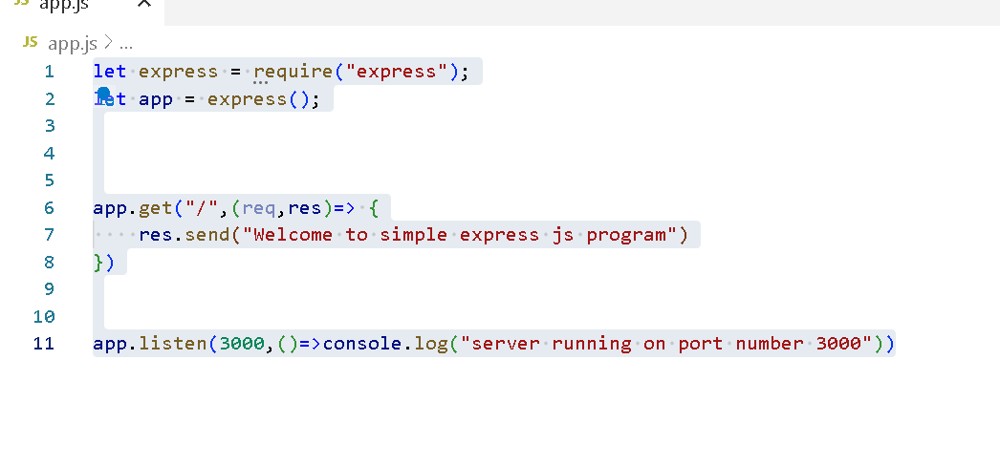 JS app.js ×
JS app.js > ...
1 let express = require("express");
2 let app = express();
3
4
5
6 app.get("/",(req,res)=> {
7     res.send("Welcome to simple express js program")
8 })
9
10
11 app.listen(3000,()=>console.log("server running on port number 3000"))